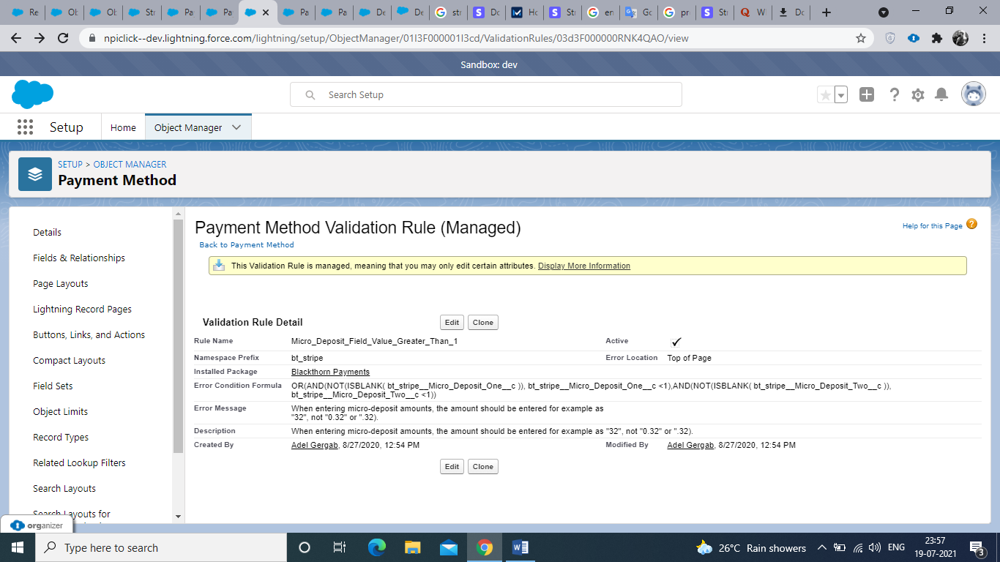 Re
Ob
Ob
Str
Pa
Pa
Pa
Pa
De
De
str
Do
Ho
Str
en
Go
pr
Str
W
Do
npiclick--dev.lightning.force.com/lightning/setup/ObjectManager/01I3F000001I3cd/ValidationRules/03d3F000000RNK4QAO/view
Sandbox: dev
Search Setup
Setup
Home
Object Manager
SETUP > OBJECT MANAGER
Payment Method
Details
Fields & Relationships
Page Layouts
Lightning Record Pages
Buttons, Links, and Actions
Compact Layouts
Field Sets
Object Limits
Record Types
Related Lookup Filters
Search Layouts
Search Layouts for
Payment Method Validation Rule (Managed)
Help for this Page
Back to Payment Method
This Validation Rule is managed, meaning that you may only edit certain attributes. Display More Information
Validation Rule Detail
Edit Clone
Rule Name Micro_Deposit_Field_Value_Greater_Than_1 Active
Namespace Prefix bt_stripe Error Location Top of Page
Installed Package Blackthorn Payments
Error Condition Formula OR(AND(NOT(ISBLANK( bt_stripe__Micro_Deposit_One__c )), bt_stripe__Micro_Deposit_One__c <1),AND(NOT(ISBLANK( bt_stripe__Micro_Deposit_Two__c )),
bt_stripe__Micro_Deposit_Two__c <1))
Error Message When entering micro-deposit amounts, the amount should be entered for example as
"32", not "0.32" or ".32).
Description When entering micro-deposit amounts, the amount should be entered for example as "32", not "0.32" or ".32).
Created By Adel Gergab, 8/27/2020, 12:54 PM Modified By Adel Gergab, 8/27/2020, 12:54 PM
Edit Clone
organizer
Type here to search
26°C Rain showers
ENG
23:57
19-07-2021
3